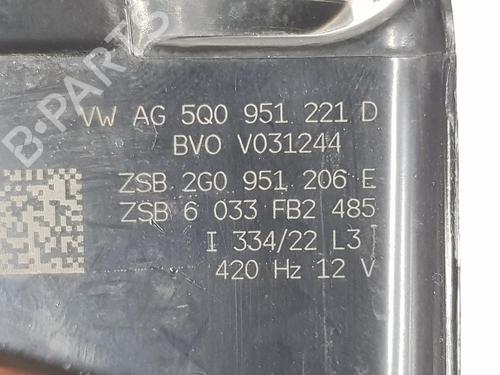 B-Parts
VW AG 5Q0 951 221 D
BVO V031244
ZSB 2G0 951 206 E
ZSB 6 033 FB2 485
I 334/22 L3
420 Hz 12 V